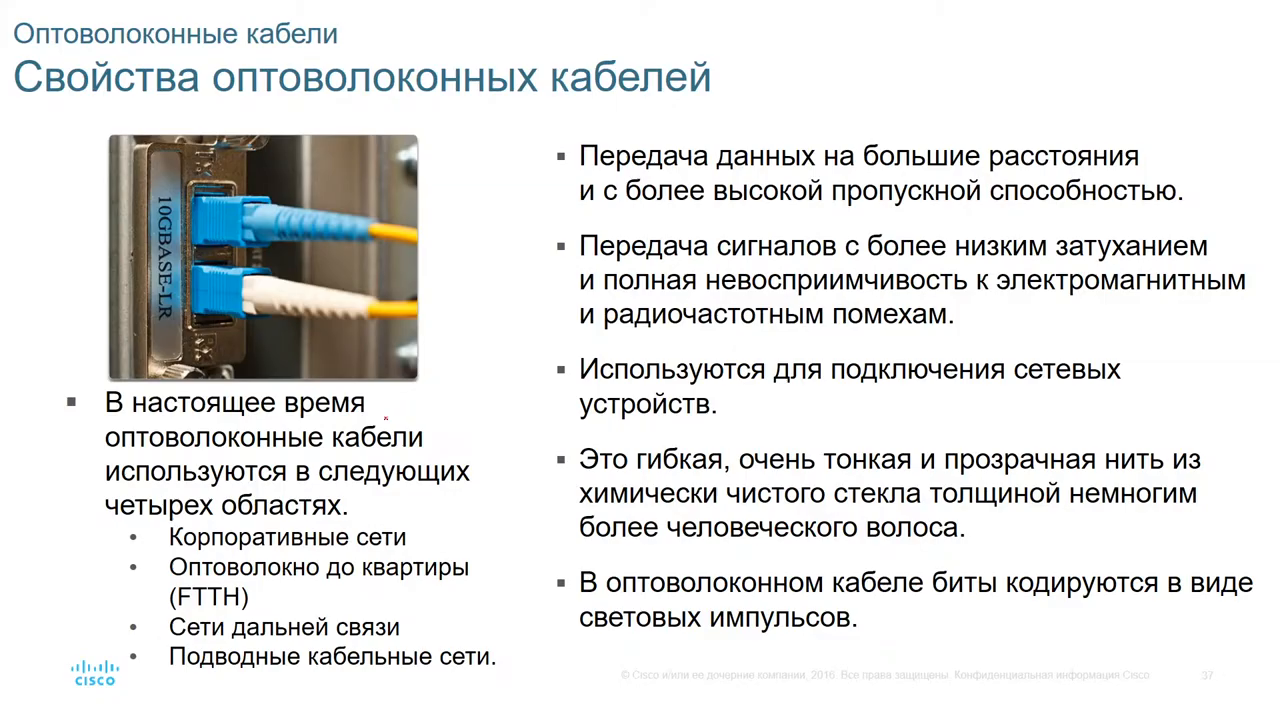 Оптоволоконные кабели
Свойства оптоволоконных кабелей
TX
10GBASE-LR
RX
В настоящее время
оптоволоконные кабели
используются в следующих
четырех областях.
Корпоративные сети
Оптоволокно до квартиры
(FTTH)
Сети дальней связи
Подводные кабельные сети.
Передача данных на большие расстояния
и с более высокой пропускной способностью.
Передача сигналов с более низким затуханием
и полная невосприимчивость к электромагнитным
и радиочастотным помехам.
Используются для подключения сетевых
устройств.
Это гибкая, очень тонкая и прозрачная нить из
химически чистого стекла толщиной немногим
более человеческого волоса.
В оптоволоконном кабеле биты кодируются в виде
световых импульсов.
CISCO
© Cisco и/или ее дочерние компании, 2016. Все права защищены. Конфиденциальная информация Cisco
37